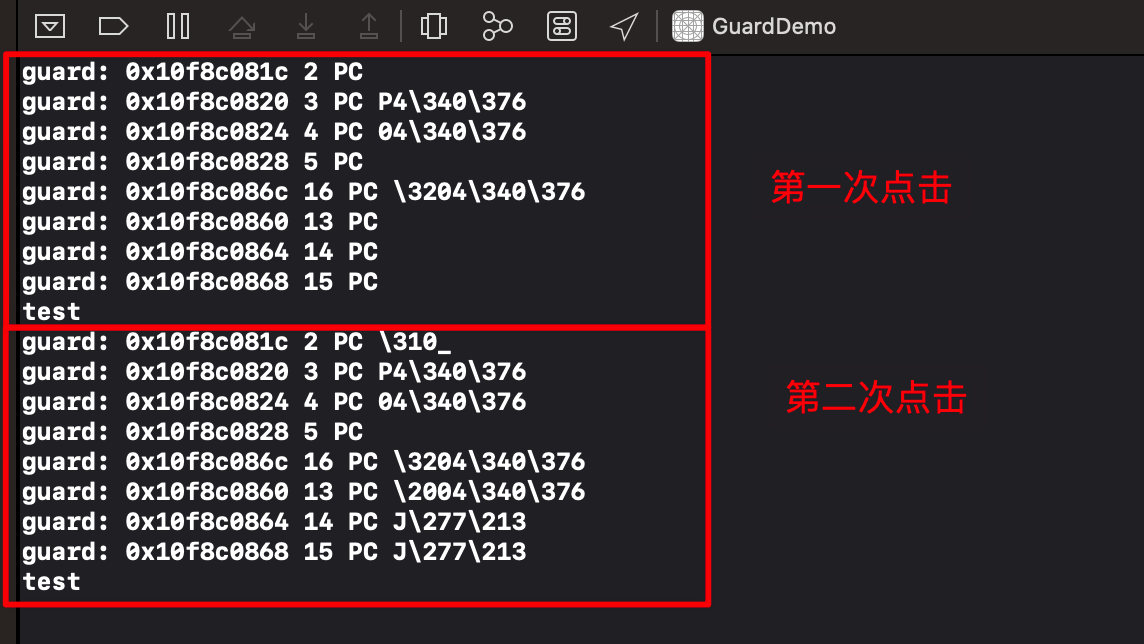 GuardDemo
guard: 0x10f8c081c 2 PC
guard: 0x10f8c0820 3 PC P4\340\376
guard: 0x10f8c0824 4 PC 04\340\376
guard: 0x10f8c0828 5 PC
guard: 0x10f8c086c 16 PC \3204\340\376
guard: 0x10f8c0860 13 PC
guard: 0x10f8c0864 14 PC
guard: 0x10f8c0868 15 PC
test
第一次点击
guard: 0x10f8c081c 2 PC \310_
guard: 0x10f8c0820 3 PC P4\340\376
guard: 0x10f8c0824 4 PC 04\340\376
guard: 0x10f8c0828 5 PC
guard: 0x10f8c086c 16 PC \3204\340\376
guard: 0x10f8c0860 13 PC \2004\340\376
guard: 0x10f8c0864 14 PC J\277\213
guard: 0x10f8c0868 15 PC J\277\213
test
第二次点击